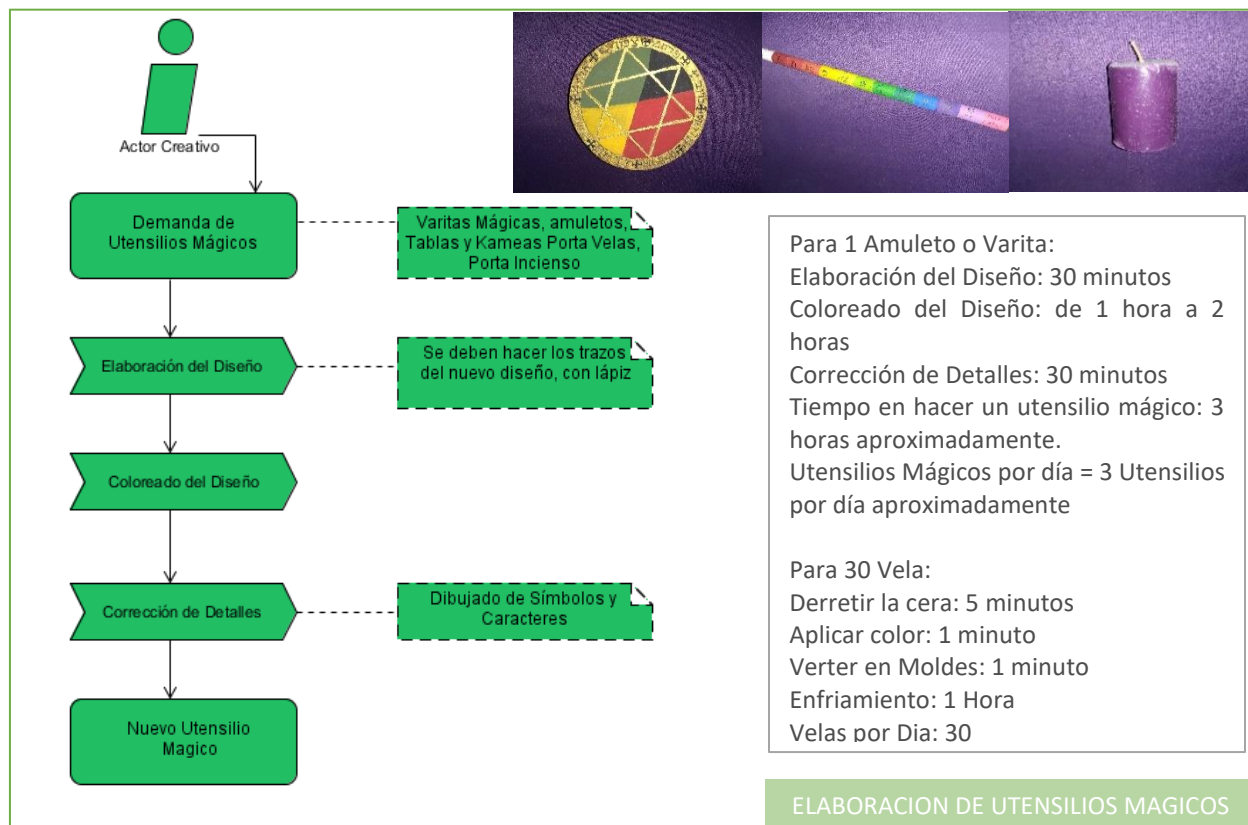 Actor Creativo
Demanda de
Utensilios Mágicos
Varitas Mágicas, amuletos,
Tablas y Kameas Porta Velas,
Porta Incienso
Elaboración del Diseño
Se deben hacer los trazos
del nuevo diseño, con lápiz
Coloreado del Diseño
Corrección de Detalles
Dibujado de Símbolos y
Caracteres
Nuevo Utensilio
Magico
Para 1 Amuleto o Varita:
Elaboración del Diseño: 30 minutos
Coloreado del Diseño: de 1 hora a 2
horas
Corrección de Detalles: 30 minutos
Tiempo en hacer un utensilio mágico: 3
horas aproximadamente.
Utensilios Mágicos por día = 3 Utensilios
por día aproximadamente
Para 30 Vela:
Derretir la cera: 5 minutos
Aplicar color: 1 minuto
Verter en Moldes: 1 minuto
Enfriamiento: 1 Hora
Velas por Dia: 30
ELABORACION DE UTENSILIOS MAGICOS